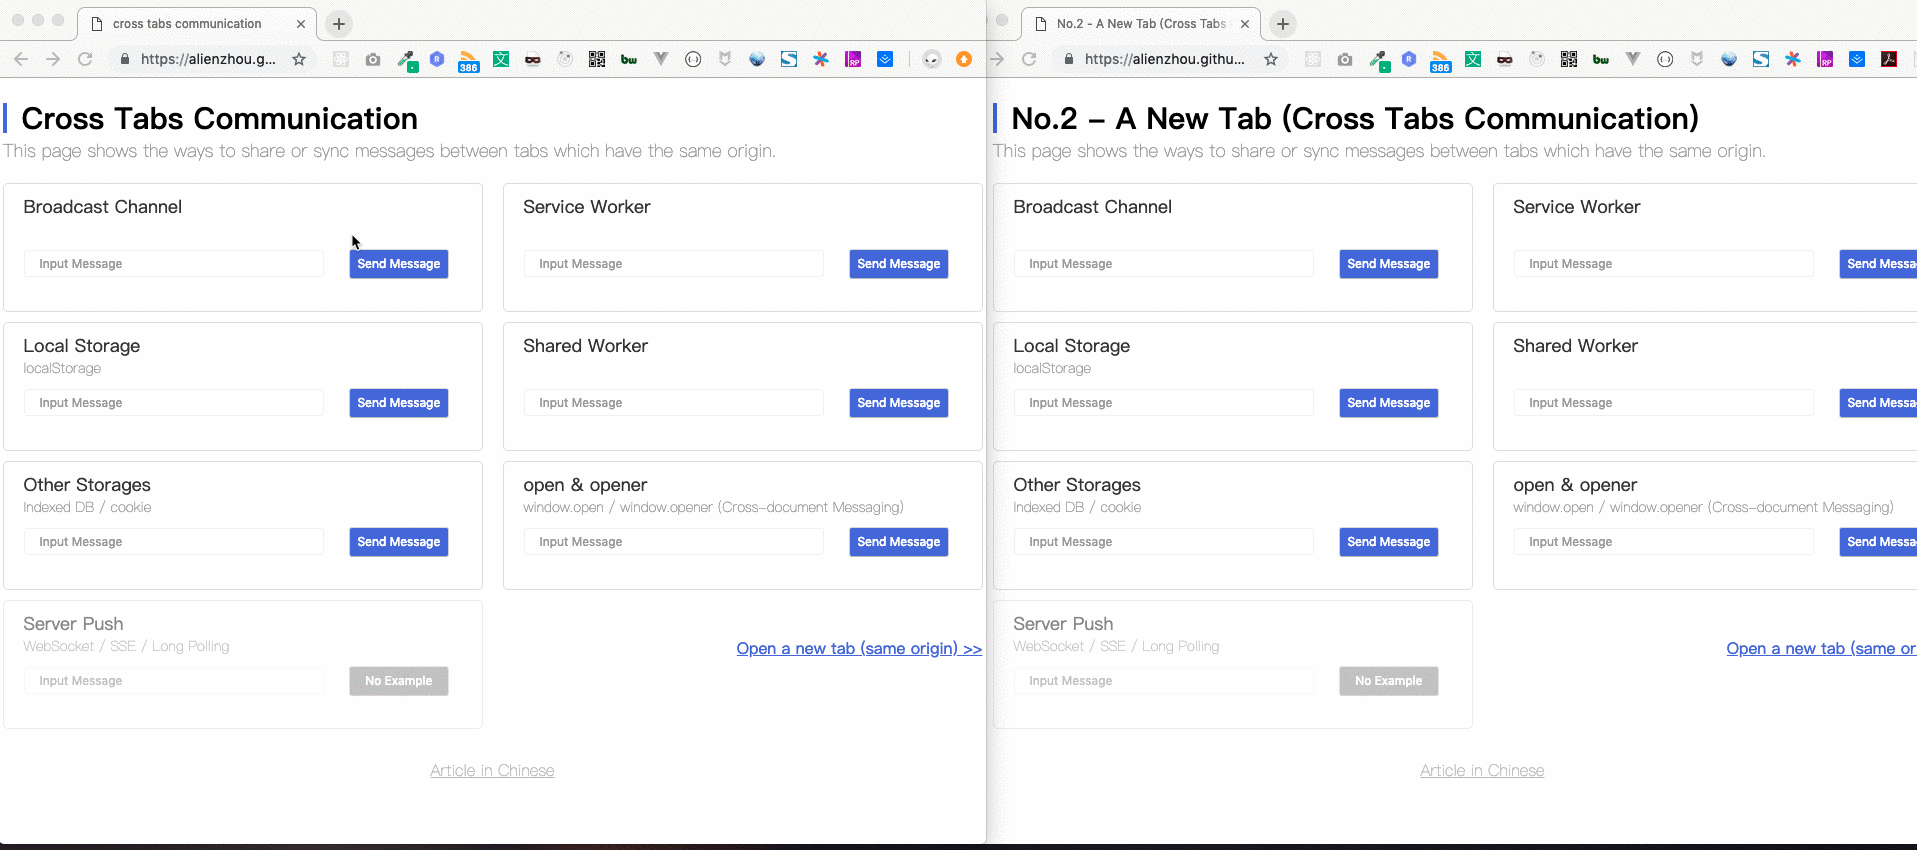 cross tabs communication
https://alienzhou.g...
386
bw
RP
Cross Tabs Communication
This page shows the ways to share or sync messages between tabs which have the same origin.
Broadcast Channel
Input Message
Send Message
Service Worker
Input Message
Send Message
Local Storage
localStorage
Input Message
Send Message
Shared Worker
Input Message
Send Message
Other Storages
Indexed DB / cookie
Input Message
Send Message
open & opener
window.open / window.opener (Cross-document Messaging)
Input Message
Send Message
Server Push
WebSocket / SSE / Long Polling
Input Message
No Example
Open a new tab (same origin) >>
Article in Chinese
No.2 - A New Tab (Cross Tabs
https://alienzhou.githu...
386
bw
RP
No.2 – A New Tab (Cross Tabs Communication)
This page shows the ways to share or sync messages between tabs which have the same origin.
Broadcast Channel
Input Message
Send Message
Service Worker
Input Message
Send Messa
Local Storage
localStorage
Input Message
Send Message
Shared Worker
Input Message
Send Messa
Other Storages
Indexed DB / cookie
Input Message
Send Message
open & opener
window.open / window.opener (Cross-document Messaging)
Input Message
Send Messa
Server Push
WebSocket / SSE / Long Polling
Input Message
No Example
Open a new tab (same or
Article in Chinese